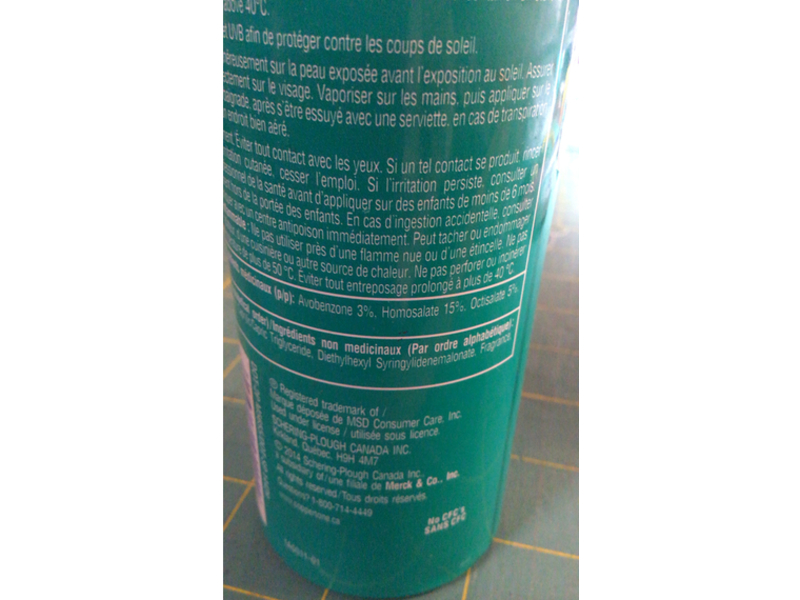 40°C.
UVB afin de protéger contre les coups de soleil.
sur la peau exposée avant l'exposition au soleil. Assurez
sur le visage. Vaporiser sur les mains, puis appliquer sur le
après s'être essuyé avec une serviette, en cas de transpiration
endroit bien aéré.
Éviter tout contact avec les yeux. Si un tel contact se produit, rincer
cutanée, cesser l'emploi. Si l'irritation persiste, consulter un
de la santé avant d'appliquer sur des enfants de moins de 6 mois.
hors de la portée des enfants. En cas d'ingestion accidentelle, consulter
un centre antipoison immédiatement. Peut tacher ou endommager
Ne pas utiliser près d'une flamme nue ou d'une étincelle. Ne pas
une cuisinière ou autre source de chaleur. Ne pas perforer ou incinérer
de plus de 50 °C. Éviter tout entreposage prolongé à plus de 40 °C.
médicinaux (p/p): Avobenzone 3%, Homosalate 15%, Octisalate 5%
order)/Ingrédients non medicinaux (Par ordre alphabétique):
Triglyceride, Diethylhexyl Syringylidenemalonate, Fragrance,
® Registered trademark of /
Marque déposée de MSD Consumer Care, Inc.
Used under license / utilisée sous licence.
SCHERING-PLOUGH CANADA INC.
Kirkland, Québec, H9H 4M7
© 2014 Schering-Plough Canada Inc.,
a subsidiary of / une filiale de Merck & Co., Inc.
All rights reserved / Tous droits réservés.
Questions? 1-800-714-4449
No CFC's
SANS CFC